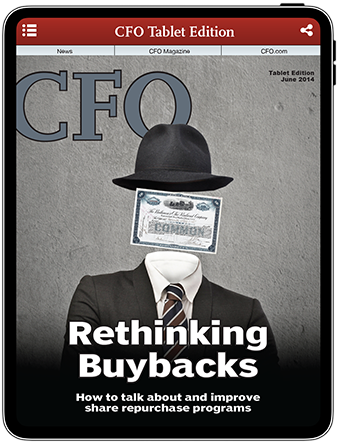 CFO Tablet Edition
News
CFO Magazine
CFO.com
CFO
Tablet Edition
June 2014
COMMON
Rethinking
Buybacks
How to talk about and improve
share repurchase programs